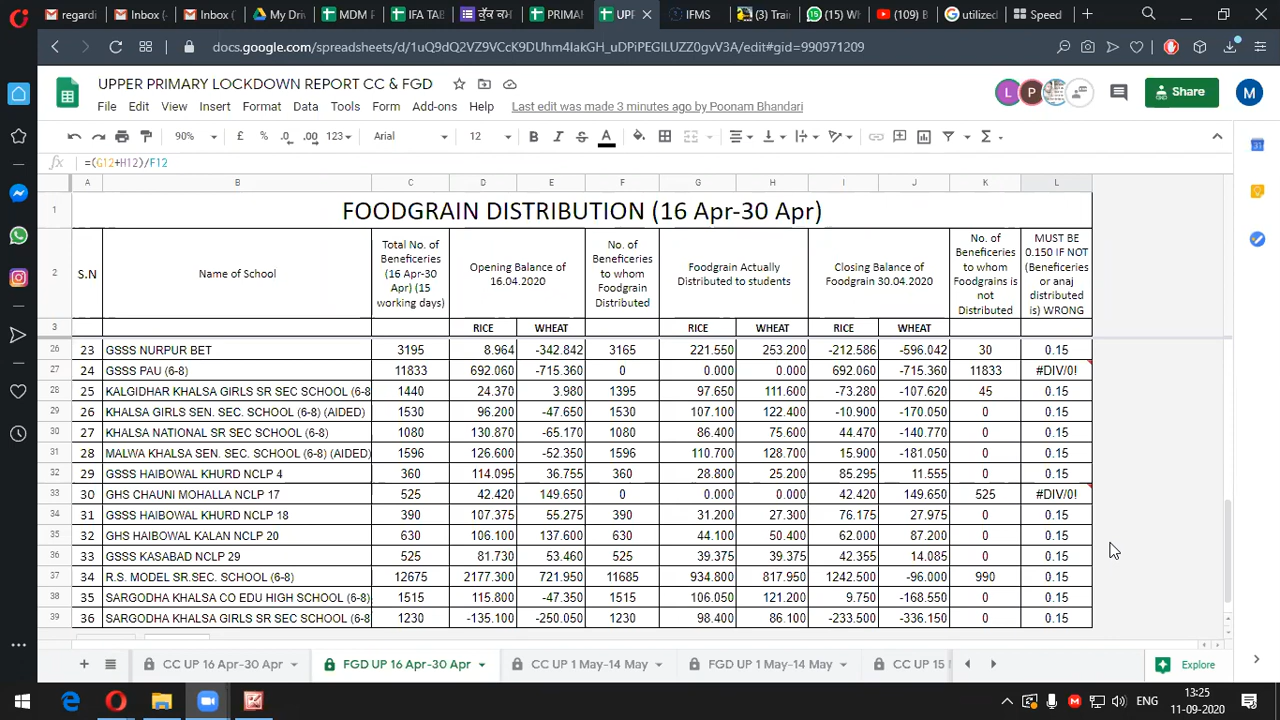 regardi
Inbox (
Inbox (
My Driv
MDM F
IFA TAB
ਕੁੱਕ ਕਮ
PRIMAR
UPP
IFMS
(3) Trai
(15) Wh
(109) B
utilized
Speed
docs.google.com/spreadsheets/d/1uQ9dQ2VZ9VCcK9DUhm4IakGH_uDPiPEGILUZZ0gvV3A/edit#gid=990971209
UPPER PRIMARY LOCKDOWN REPORT CC & FGD
File Edit View Insert Format Data Tools Form Add-ons Help Last edit was made 3 minutes ago by Poonam Bhandari
L P Share M
90% £ % .0 .00 123 Arial 12 B I S A
fx =(G12+H12)/F12
A B C D E F G H I J K L
1 FOODGRAIN DISTRIBUTION (16 Apr-30 Apr)
2 S.N
Name of School
Total No. of Beneficeries (16 Apr-30 Apr) (15 working days)
Opening Balance of 16.04.2020
No. of Beneficeries to whom Foodgrain Distributed
Foodgrain Actually Distributed to students
Closing Balance of Foodgrain 30.04.2020
No. of Beneficeries to whom Foodgrains is not Distributed
MUST BE 0.150 IF NOT (Beneficeries or anaj distributed is) WRONG
3 RICE WHEAT RICE WHEAT RICE WHEAT
26 23 GSSS NURPUR BET 3195 8.964 -342.842 3165 221.550 253.200 -212.586 -596.042 30 0.15
27 24 GSSS PAU (6-8) 11833 692.060 -715.360 0 0.000 0.000 692.060 -715.360 11833 #DIV/0!
28 25 KALGIDHAR KHALSA GIRLS SR SEC SCHOOL (6-8 1440 24.370 3.980 1395 97.650 111.600 -73.280 -107.620 45 0.15
29 26 KHALSA GIRLS SEN. SEC. SCHOOL (6-8) (AIDED) 1530 96.200 -47.650 1530 107.100 122.400 -10.900 -170.050 0 0.15
30 27 KHALSA NATIONAL SR SEC SCHOOL (6-8) 1080 130.870 -65.170 1080 86.400 75.600 44.470 -140.770 0 0.15
31 28 MALWA KHALSA SEN. SEC. SCHOOL (6-8) (AIDED) 1596 126.600 -52.350 1596 110.700 128.700 15.900 -181.050 0 0.15
32 29 GSSS HAIBOWAL KHURD NCLP 4 360 114.095 36.755 360 28.800 25.200 85.295 11.555 0 0.15
33 30 GHS CHAUNI MOHALLA NCLP 17 525 42.420 149.650 0 0.000 0.000 42.420 149.650 525 #DIV/0!
34 31 GSSS HAIBOWAL KHURD NCLP 18 390 107.375 55.275 390 31.200 27.300 76.175 27.975 0 0.15
35 32 GHS HAIBOWAL KALAN NCLP 20 630 106.100 137.600 630 44.100 50.400 62.000 87.200 0 0.15
36 33 GSSS KASABAD NCLP 29 525 81.730 53.460 525 39.375 39.375 42.355 14.085 0 0.15
37 34 R.S. MODEL SR.SEC. SCHOOL (6-8) 12675 2177.300 721.950 11685 934.800 817.950 1242.500 -96.000 990 0.15
38 35 SARGODHA KHALSA CO EDU HIGH SCHOOL (6-8) 1515 115.800 -47.350 1515 106.050 121.200 9.750 -168.550 0 0.15
39 36 SARGODHA KHALSA GIRLS SR SEC SCHOOL (6-8 1230 -135.100 -250.050 1230 98.400 86.100 -233.500 -336.150 0 0.15
CC UP 16 Apr-30 Apr FGD UP 16 Apr-30 Apr CC UP 1 May-14 May FGD UP 1 May-14 May CC UP 15 Explore
ENG 13:25
11-09-2020